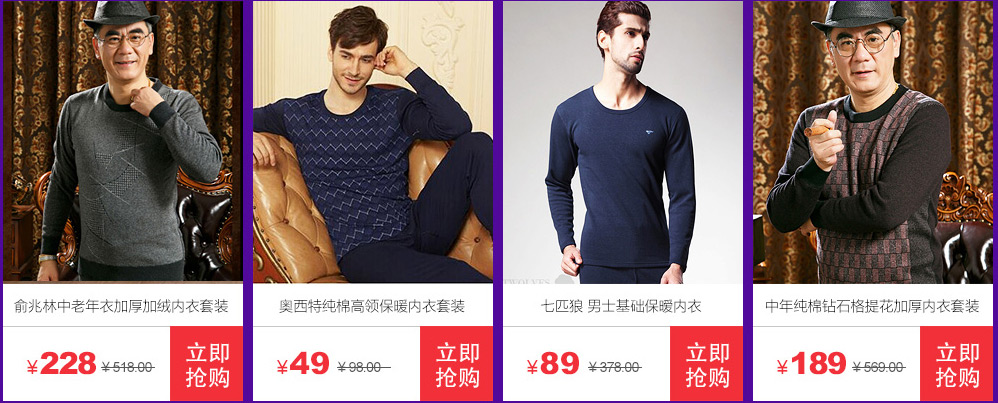 WOLVES
俞兆林中老年衣加厚加绒内衣套装
奥西特纯棉高领保暖内衣套装
七匹狼 男士基础保暖内衣
中年纯棉钻石格提花加厚内衣套装
¥228 ¥518.00
立即
抢购
¥49 ¥98.00
立即
抢购
¥89 ¥378.00
立即
抢购
¥189 ¥569.00
立即
抢购